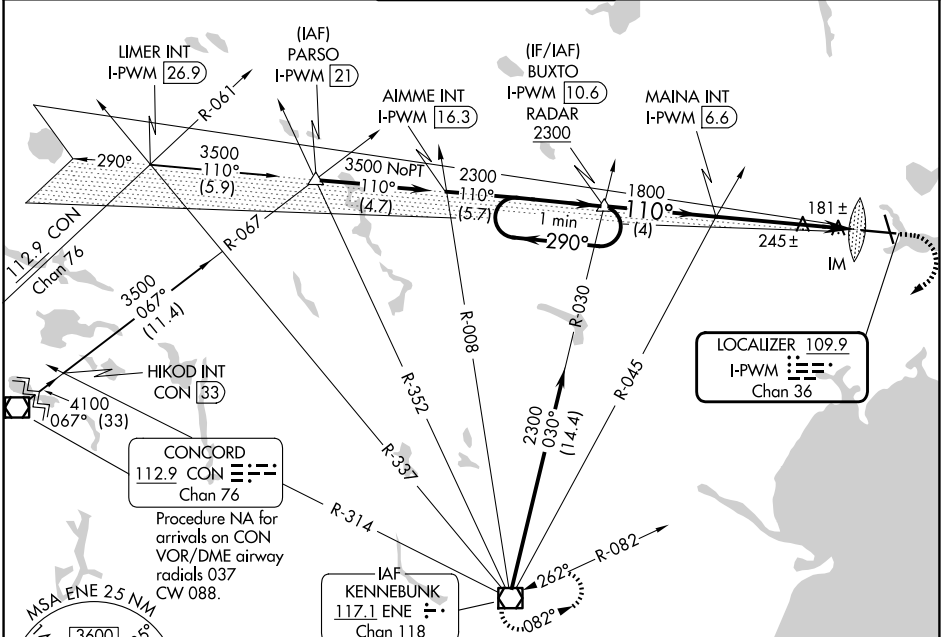 (IAF)
PARSO
I-PWM 21
LIMER INT
I-PWM 26.9
(IF/IAF)
BUXTO
I-PWM 10.6
RADAR
2300
AIMME INT
I-PWM 16.3
MAINA INT
I-PWM 6.6
R-061
290°
3500
110°
(5.9)
3500 NoPT
110°
(4.7)
2300
110°
(5.7)
1 min
290°
1800
110°
(4)
181 ±
245 ±
IM
112.9 CON
Chan 76
R-067
3500
067°
(11.4)
R-008
R-030
R-045
R-352
R-337
LOCALIZER 109.9
I-PWM
Chan 36
HIKOD INT
CON 33
4100
067° (33)
2300
030°
(14.4)
CONCORD
112.9 CON
Chan 76
R-314
Procedure NA for
arrivals on CON
VOR/DME airway
radials 037
CW 088.
IAF
KENNEBUNK
117.1 ENE
Chan 118
262°
R-082
082°
MSA ENE 25 NM
3600